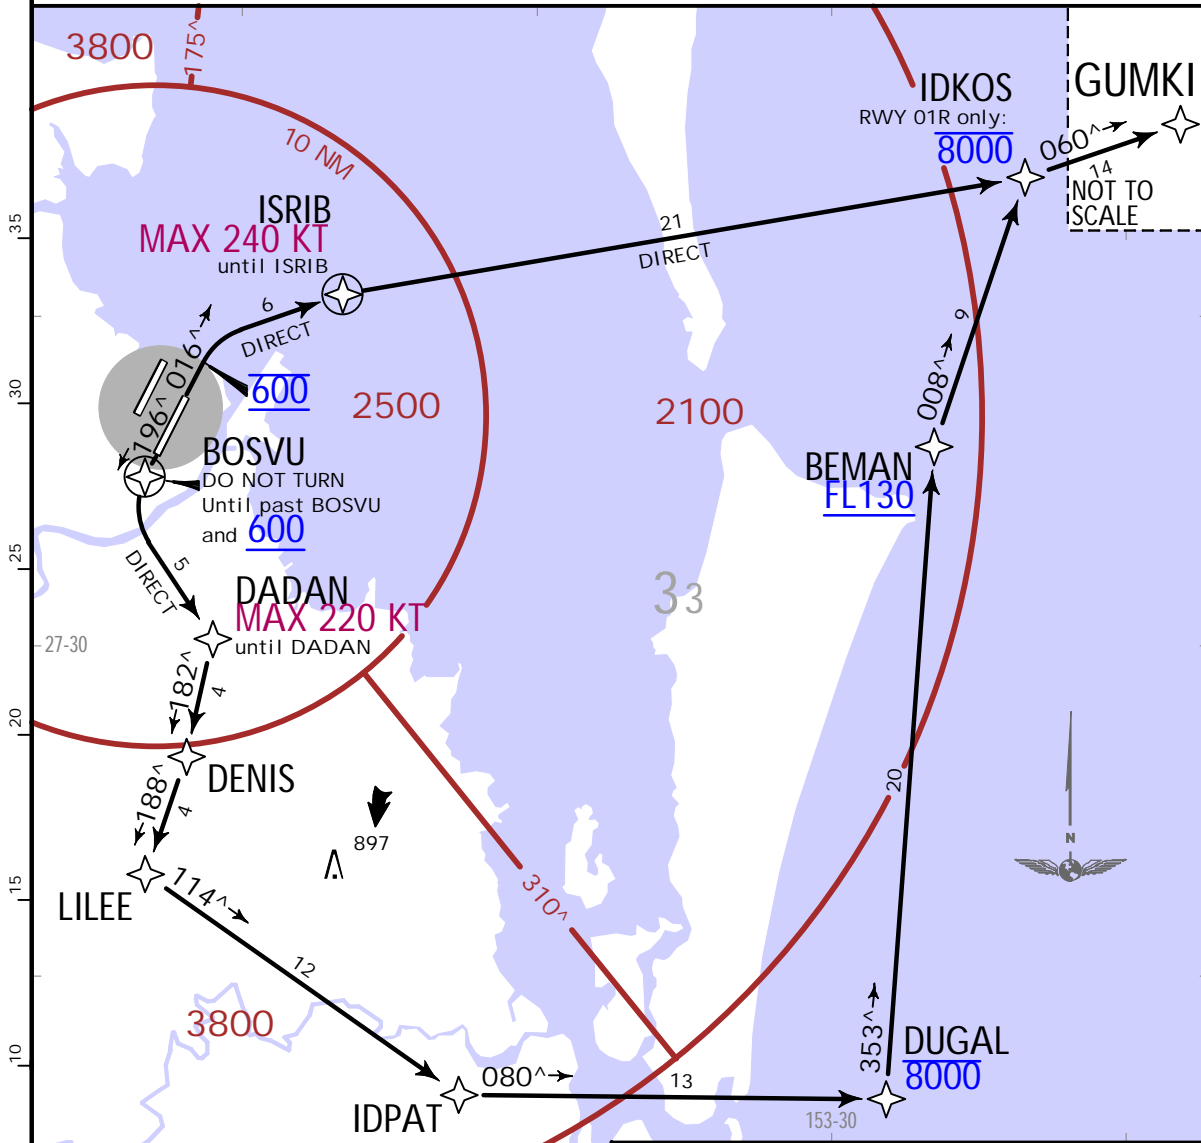 3800
175^
10 NM
IDKOS
RWY 01R only:
8000
GUMKI
060^
14
NOT TO
SCALE
ISRIB
MAX 240 KT
until ISRIB
21
DIRECT
35
6
DIRECT
016^
196^
600
30
2500
2100
008^
9
BOSVU
DO NOT TURN
Until past BOSVU
and 600
BEMAN
FL130
25
5
DIRECT
DADAN
MAX 220 KT
until DADAN
33
27-30
182^
4
20
DENIS
188^
4
20
897
N
15
LILEE
114^
310^
12
3800
10
080^
13
353^
DUGAL
8000
IDPAT
153-30